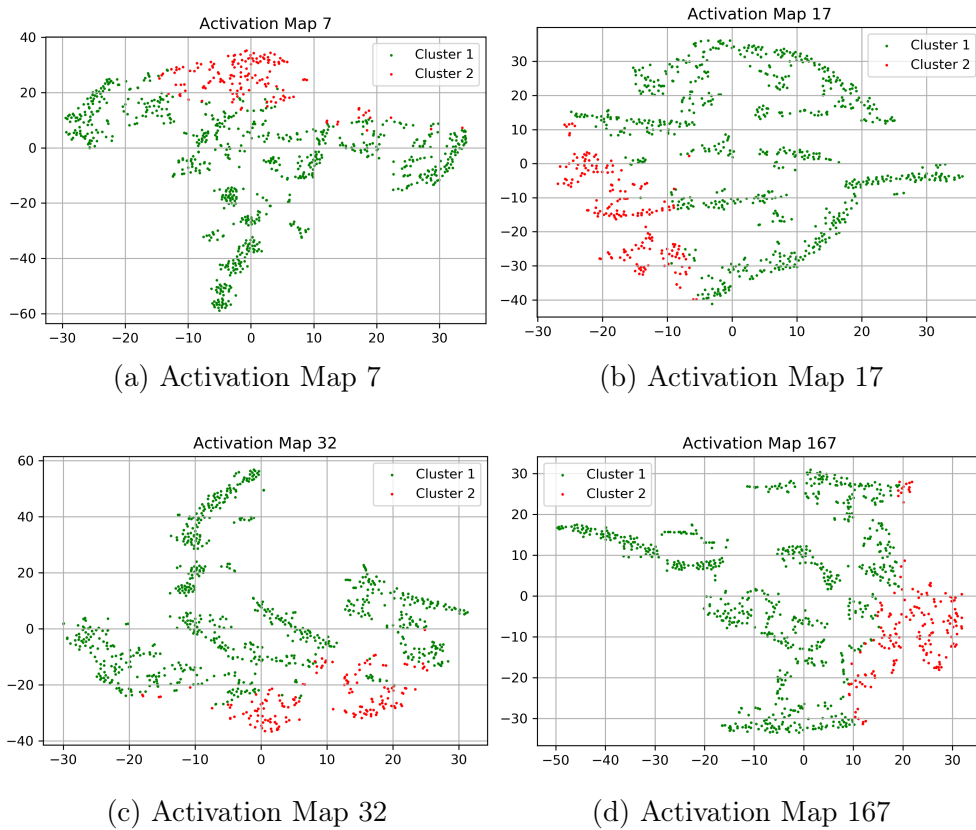 Activation Map 7
Cluster 1
Cluster 2
40
20
0
−20
−40
−60
−30 −20 −10 0 10 20 30
(a) Activation Map 7
Activation Map 17
Cluster 1
Cluster 2
30
20
10
0
−10
−20
−30
−40
−30 −20 −10 0 10 20 30
(b) Activation Map 17
Activation Map 32
Cluster 1
Cluster 2
60
40
20
0
−20
−40
−30 −20 −10 0 10 20 30
(c) Activation Map 32
Activation Map 167
Cluster 1
Cluster 2
30
20
10
0
−10
−20
−30
−50 −40 −30 −20 −10 0 10 20 30
(d) Activation Map 167